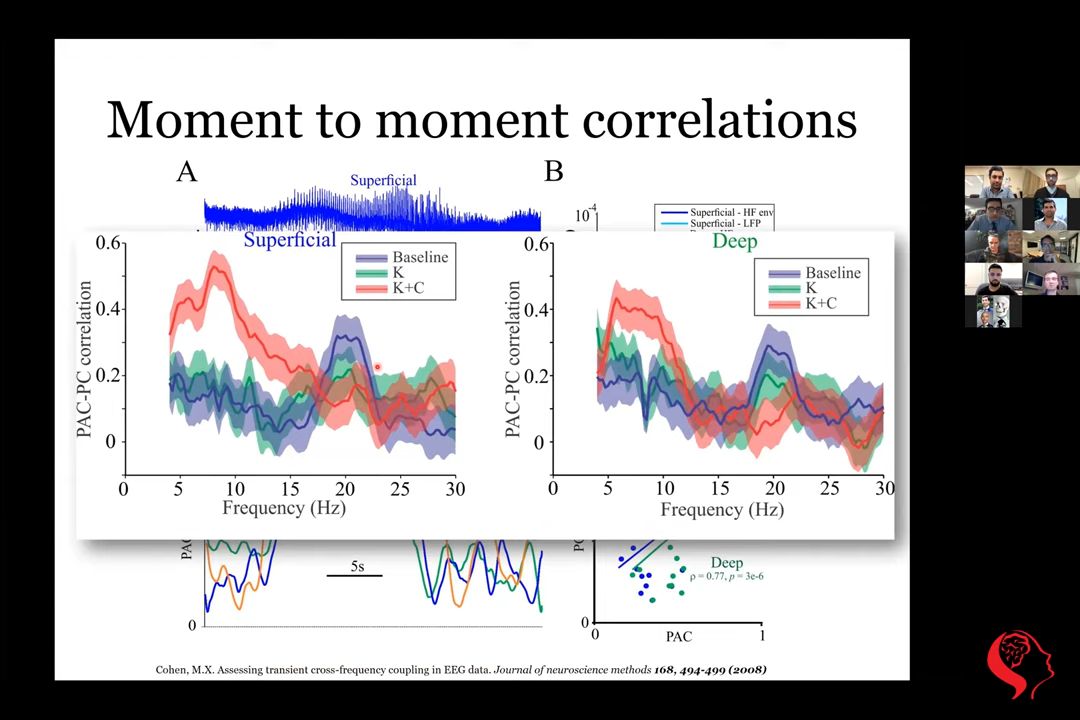 Moment to moment correlations
A
Superficial
B
10-4
Superficial - HF env
Superficial - LFP
Superficial
0.6
0.4
0.2
0
PAC-PC correlation
Baseline
K
K+C
0
5
10
15
20
25
30
Frequency (Hz)
Deep
0.6
0.4
0.2
0
PAC-PC correlation
Baseline
K
K+C
0
5
10
15
20
25
30
Frequency (Hz)
PAC
5s
0
Deep
ρ = 0.77, p = 3e-6
0
0
PAC
1
Cohen, M.X. Assessing transient cross-frequency coupling in EEG data. Journal of neuroscience methods 168, 494-499 (2008)